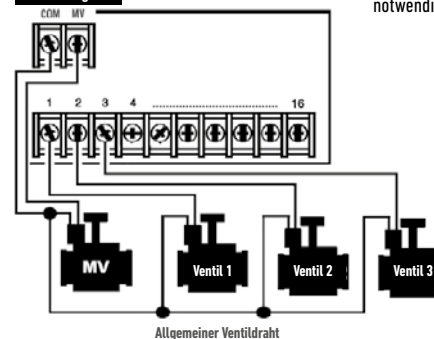 notwendi
COM MV
1 2 3 4 ........................................ 16
MV
Ventil 1
Ventil 2
Ventil 3
Allgemeiner Ventildraht